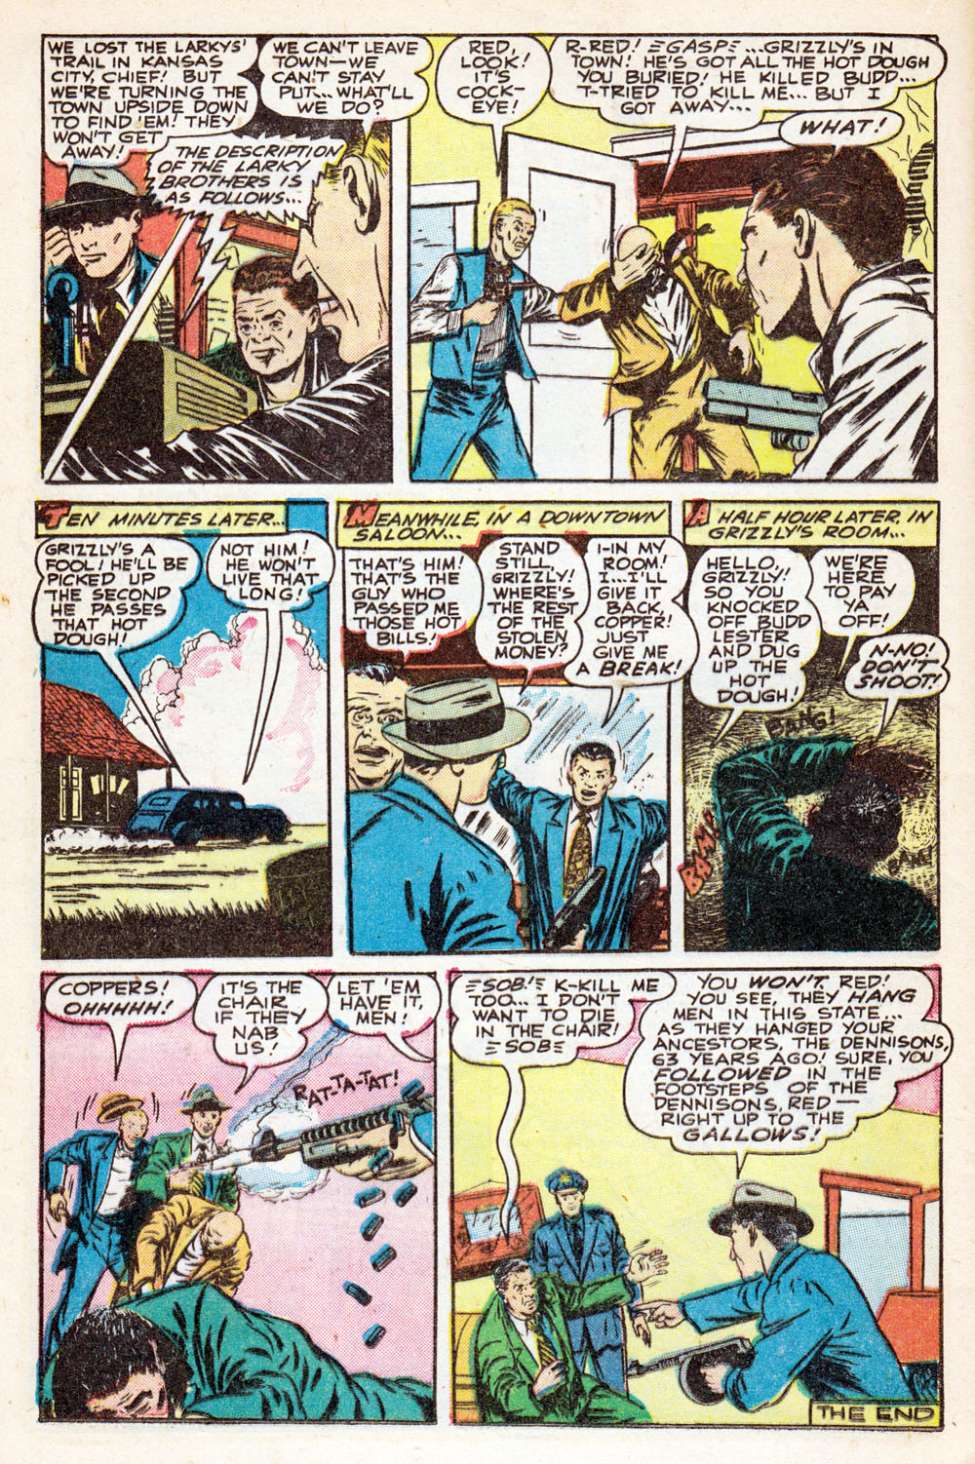 WE LOST THE LARKYS'
TRAIL IN KANSAS
CITY, CHIEF! BUT
WE'RE TURNING THE
TOWN UPSIDE DOWN
TO FIND 'EM! THEY
WON'T GET
AWAY!
THE DESCRIPTION
OF THE LARKY
BROTHERS IS
AS FOLLOWS...
WE CAN'T LEAVE
TOWN—WE
CAN'T STAY
PUT... WHAT'LL
WE DO?
RED,
LOOK!
IT'S
COCK-
EYE!
R-RED! GASP ...GRIZZLY'S IN
TOWN! HE'S GOT ALL THE HOT DOUGH
YOU BURIED! HE KILLED BUDD...
T-TRIED TO KILL ME... BUT I
GOT AWAY...
WHAT!
TEN MINUTES LATER...
GRIZZLY'S A
FOOL! HE'LL BE
PICKED UP
THE SECOND
HE PASSES
THAT HOT
DOUGH!
NOT HIM!
HE WON'T
LIVE THAT
LONG!
MEANWHILE, IN A DOWNTOWN
SALOON...
THAT'S HIM!
THAT'S THE
GUY WHO
PASSED ME
THOSE HOT
BILLS!
STAND
STILL,
GRIZZLY!
WHERE'S
THE REST
OF THE
STOLEN
MONEY?
I-IN MY
ROOM!
I...I'LL
GIVE IT
BACK,
COPPER!
JUST
GIVE ME
A BREAK!
A HALF HOUR LATER, IN
GRIZZLY'S ROOM...
HELLO,
GRIZZLY!
SO YOU
KNOCKED
OFF BUDD
LESTER
AND DUG
UP THE
HOT
DOUGH!
WE'RE
HERE
TO PAY
YA
OFF!
N-NO!
DON'T
SHOOT!
BANG!
BAM!
COPPERS!
OHHHHH!
IT'S THE
CHAIR
IF THEY
NAB
US!
LET 'EM
HAVE IT,
MEN!
RAT-TA-TAT!
SOB! K-KILL ME
TOO... I DON'T
WANT TO DIE
IN THE CHAIR!
SOB
YOU WON'T, RED!
YOU SEE, THEY HANG
MEN IN THIS STATE...
AS THEY HANGED YOUR
ANCESTORS, THE DENNISONS,
63 YEARS AGO! SURE, YOU
FOLLOWED IN THE
FOOTSTEPS OF THE
DENNISONS, RED—
RIGHT UP TO THE
GALLOWS!
THE END